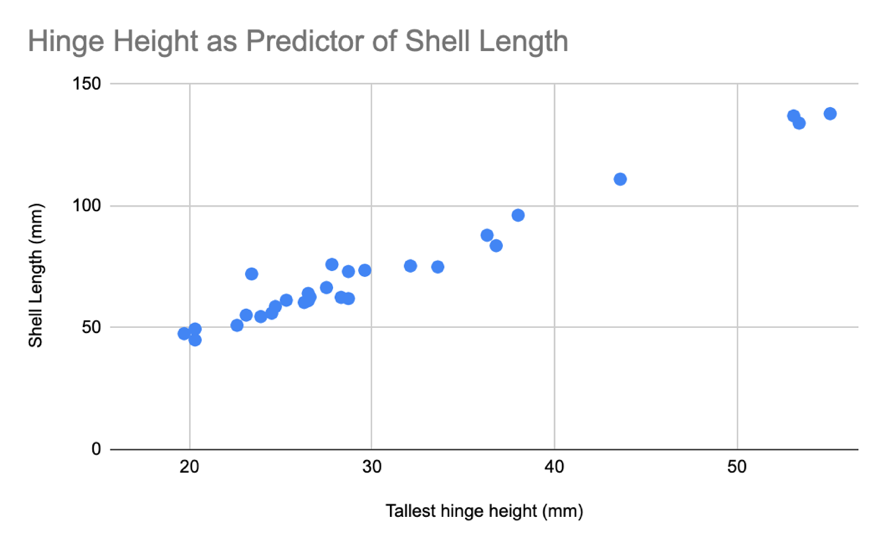 Hinge Height as Predictor of Shell Length
150
100
50
0
Shell Length (mm)
20 30 40 50
Tallest hinge height (mm)